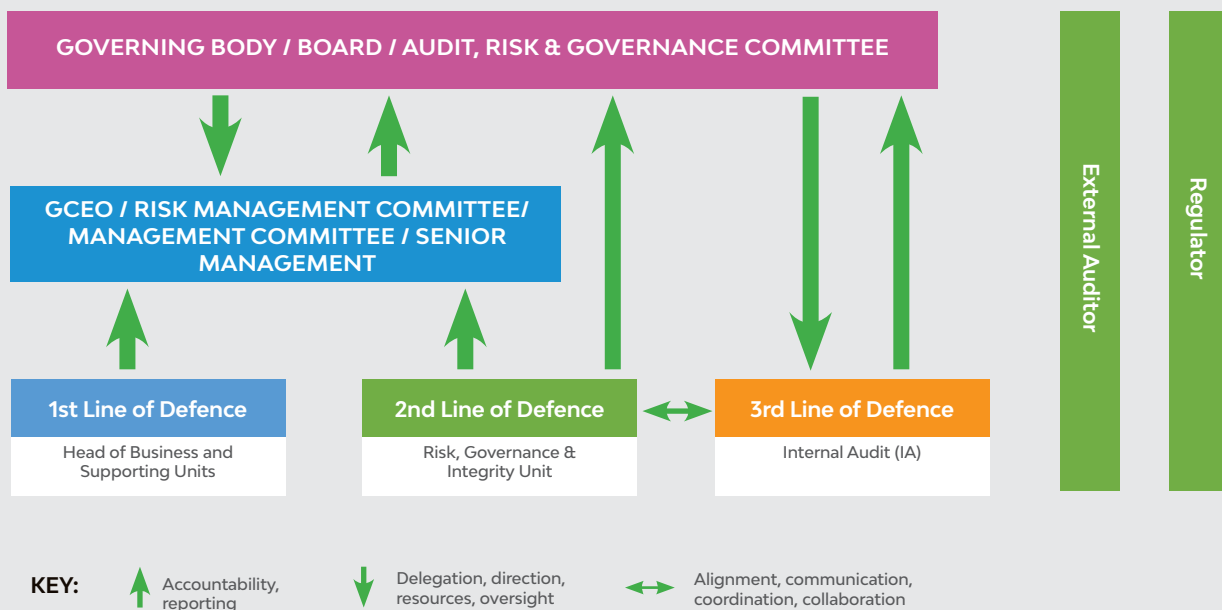 GOVERNING BODY / BOARD / AUDIT, RISK & GOVERNANCE COMMITTEE
GCEO / RISK MANAGEMENT COMMITTEE/
MANAGEMENT COMMITTEE / SENIOR
MANAGEMENT
1st Line of Defence
Head of Business and
Supporting Units
2nd Line of Defence
Risk, Governance &
Integrity Unit
3rd Line of Defence
Internal Audit (IA)
External Auditor
Regulator
KEY:
Accountability,
reporting
Delegation, direction,
resources, oversight
Alignment, communication,
coordination, collaboration